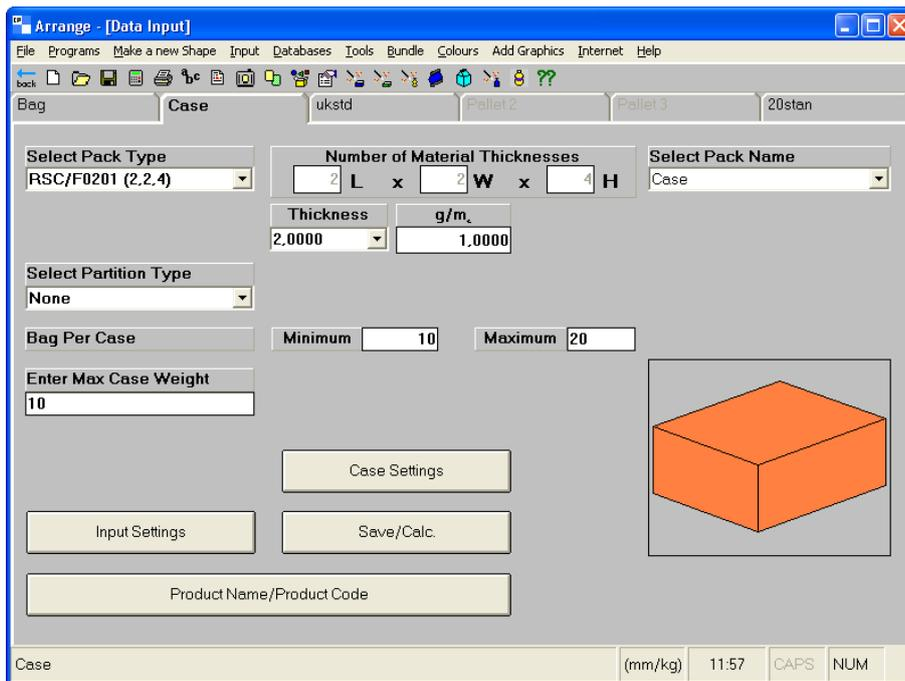 Arrange - [Data Input]
File Programs Make a new Shape Input Databases Tools Bundle Colours Add Graphics Internet Help
back abc ??
Bag Case ukstd Pallet 2 Pallet 3 20stan
Select Pack Type Number of Material Thicknesses Select Pack Name
RSC/F0201 (2,2,4) 2 L x 2 W x 4 H Case
Thickness g/m
2,0000 1,0000
Select Partition Type
None
Bag Per Case Minimum 10 Maximum 20
Enter Max Case Weight
10
Case Settings
Input Settings Save/Calc.
Product Name/Product Code
Case (mm/kg) 11:57 CAPS NUM